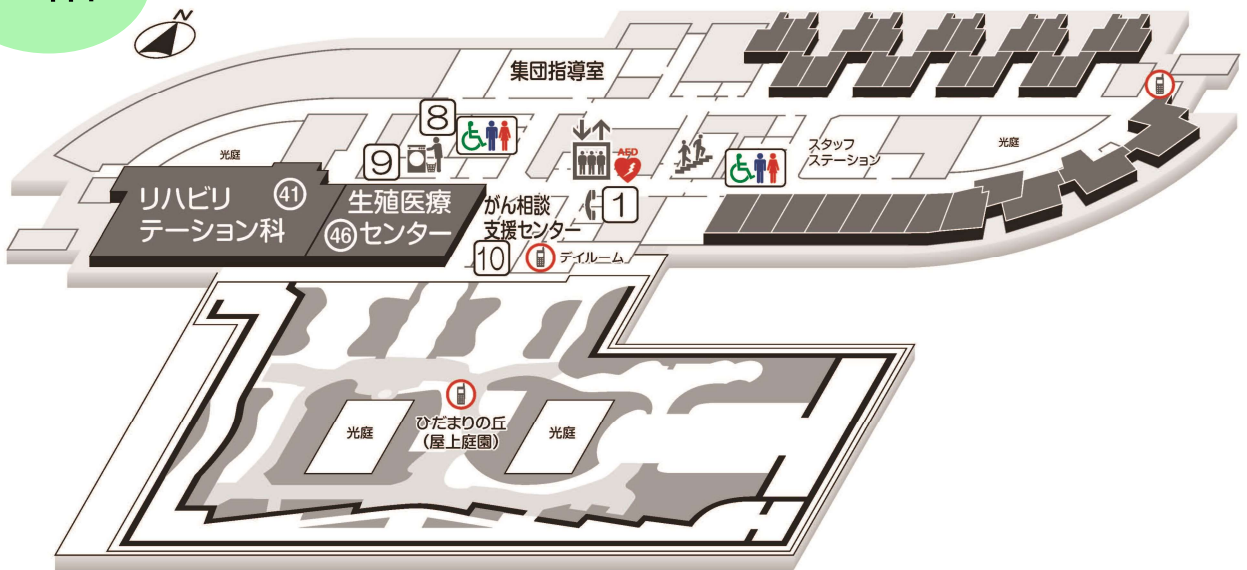 N
集団指導室
8
9
光庭
スタッフ
ステーション
光庭
AED
リハビリ
テーション科
41
生殖医療
センター
46
がん相談
支援センター
1
10
デイルーム
光庭
ひだまりの丘
(屋上庭園)
光庭